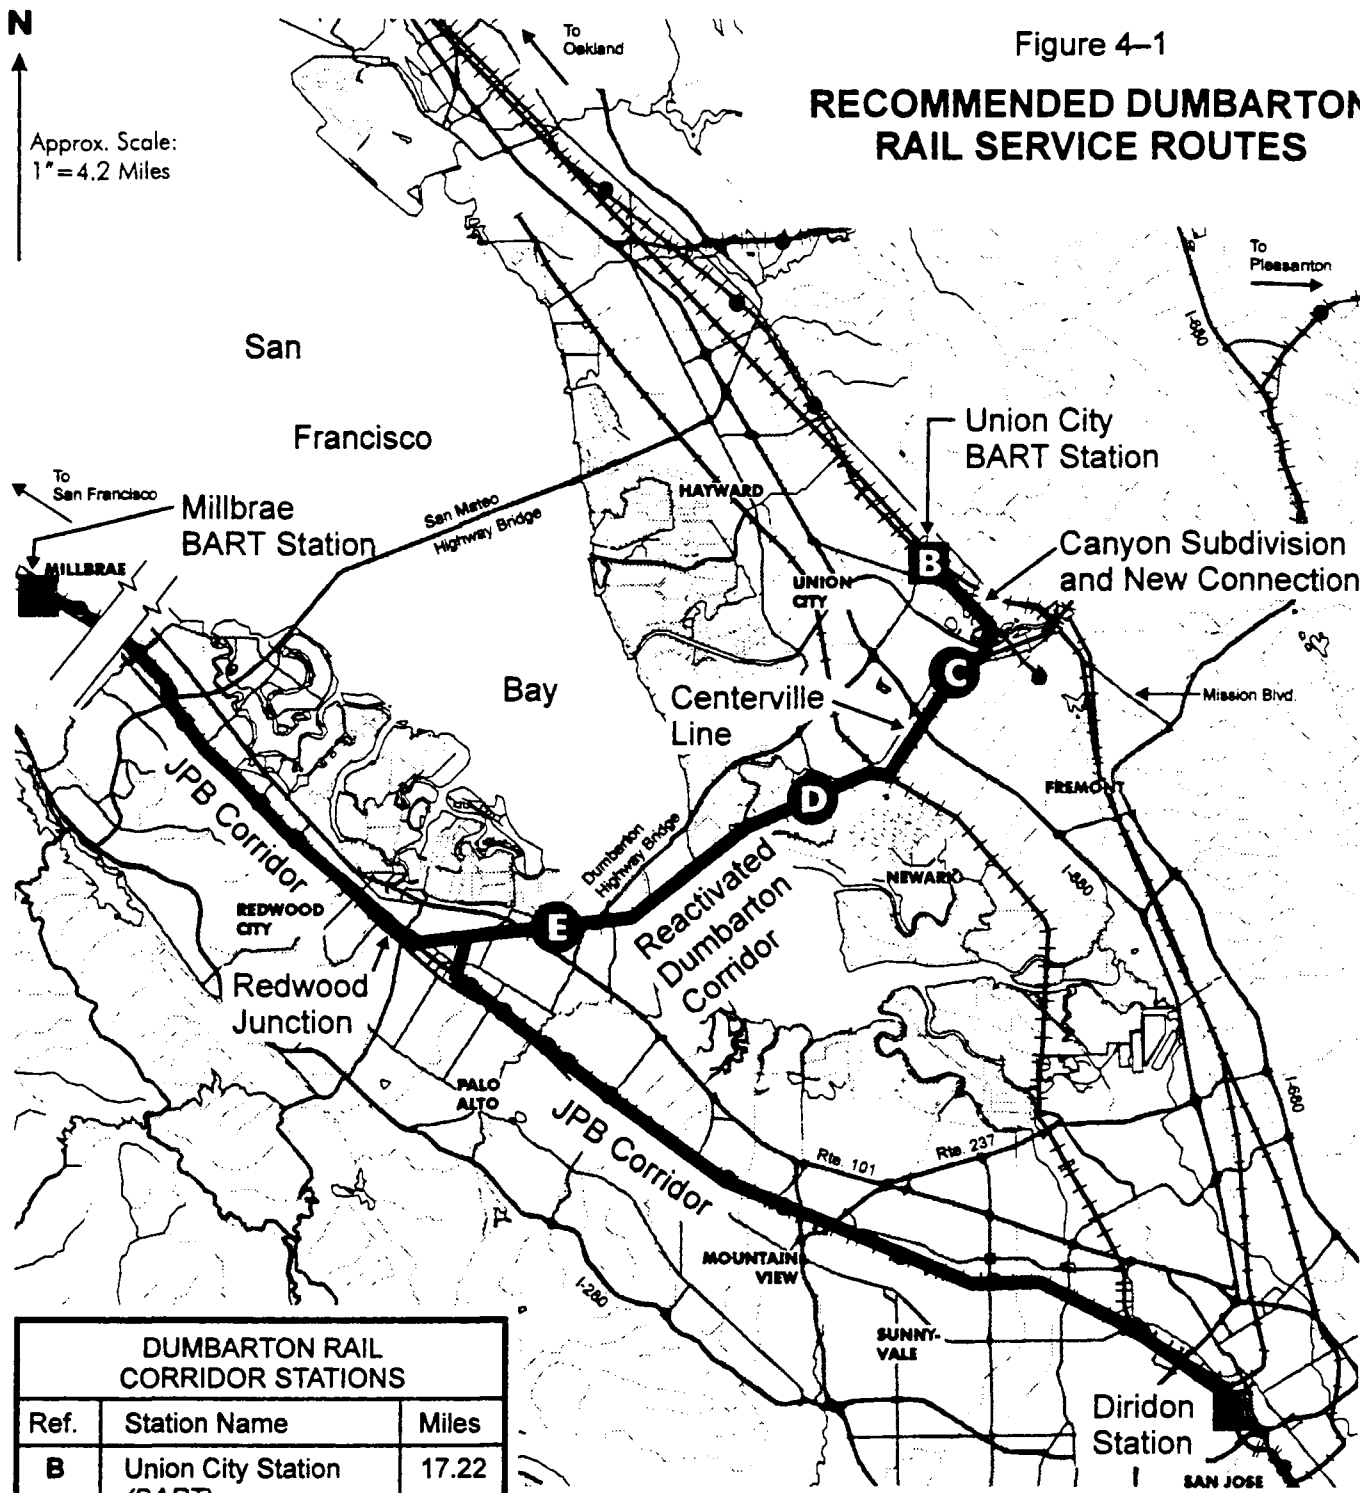 N
To
Oakland
Figure 4–1
RECOMMENDED DUMBARTON
RAIL SERVICE ROUTES
Approx. Scale:
1"=4.2 Miles
To
Pleasanton
I-680
San
Francisco
Bay
Union City
BART Station
To
San Francisco
Millbrae
BART Station
San Mateo
Highway Bridge
HAYWARD
MILLBRAE
B
Canyon Subdivision
and New Connection
UNION
CITY
C
Centerville
Line
Mission Blvd.
JPB Corridor
D
FREMONT
Dumbarton
Highway Bridge
I-880
NEWARK
REDWOOD
CITY
E
Reactivated
Dumbarton
Corridor
Redwood
Junction
PALO
ALTO
JPB Corridor
I-680
Rte. 101
Rte. 237
MOUNTAIN
VIEW
I-280
SUNNY-
VALE
Diridon
Station
SAN JOSE
DUMBARTON RAIL
CORRIDOR STATIONS
Ref. Station Name Miles
B Union City Station 17.22
(BART)